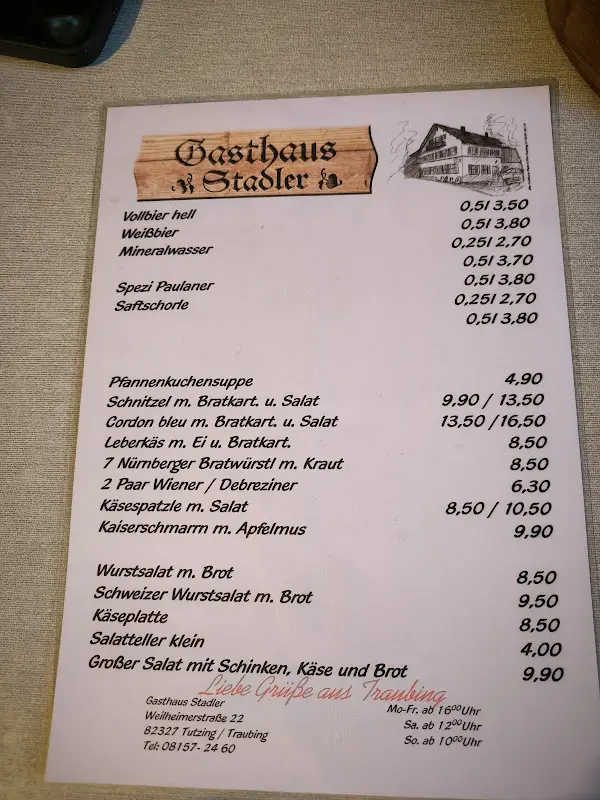 Gasthaus
Stadler
Vollbier hell 0,5l 3,50
Weißbier 0,5l 3,80
Mineralwasser 0,25l 2,70
0,5l 3,70
Spezi Paulaner 0,5l 3,80
Saftschorle 0,25l 2,70
0,5l 3,80
Pfannenkuchensuppe 4,90
Schnitzel m. Bratkart. u. Salat 9,90 / 13,50
Cordon bleu m. Bratkart. u. Salat 13,50 /16,50
Leberkäs m. Ei u. Bratkart. 8,50
7 Nürnberger Bratwürstl m. Kraut 8,50
2 Paar Wiener / Debreziner 6,30
Käsespatzle m. Salat 8,50 / 10,50
Kaiserschmarrn m. Apfelmus 9,90
Wurstsalat m. Brot 8,50
Schweizer Wurstsalat m. Brot 9,50
Käseplatte 8,50
Salatteller klein 4,00
Großer Salat mit Schinken, Käse und Brot 9,90
Liebe Grüße aus Traubing
Gasthaus Stadler
Weilheimerstraße 22
82327 Tutzing / Traubing
Tel: 08157- 24 60
Mo-Fr. ab 16⁰⁰Uhr
Sa. ab 12⁰⁰Uhr
So. ab 10⁰⁰Uhr